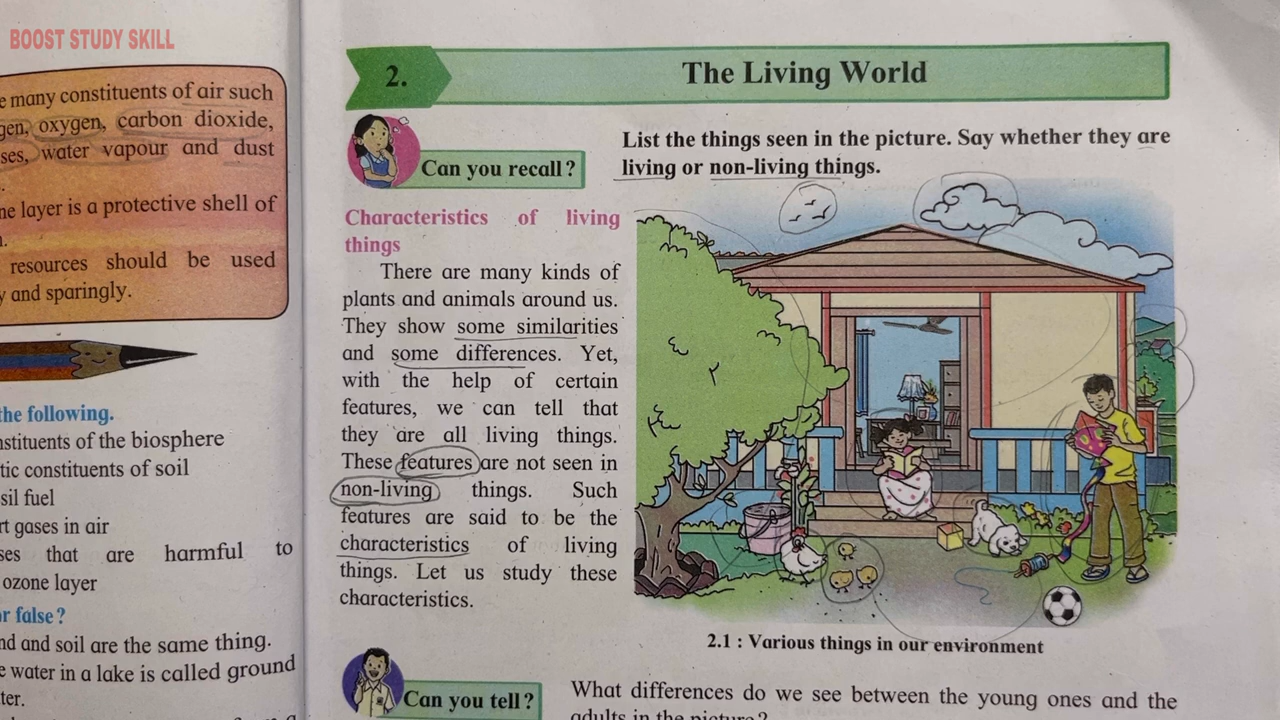 BOOST STUDY SKILL
e many constituents of air such
gen, oxygen, carbon dioxide,
ses, water vapour and dust
ne layer is a protective shell of
resources should be used
y and sparingly.
the following.
nstituents of the biosphere
tic constituents of soil
sil fuel
rt gases in air
ses that are harmful to
ozone layer
or false?
nd and soil are the same thing.
e water in a lake is called ground
ter.
2.
The Living World
Can you recall?
List the things seen in the picture. Say whether they are
living or non-living things.
Characteristics of living
things
There are many kinds of
plants and animals around us.
They show some similarities
and some differences. Yet,
with the help of certain
features, we can tell that
they are all living things.
These features are not seen in
non-living things. Such
features are said to be the
characteristics of living
things. Let us study these
characteristics.
2.1 : Various things in our environment
Can you tell?
What differences do we see between the young ones and the
adults in the picture?